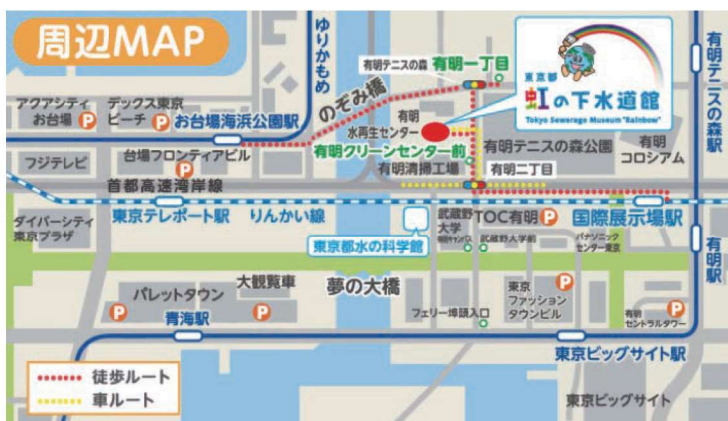 周辺MAP
ゆりかもめ
東京都
虹の下水道館
Tokyo Sewerage Museum "Rainbow"
有明テニスの森駅
有明テニスの森
有明一丁目
のぞみ橋
アクアシティ
お台場
P
デックス東京
ビーチ
P
お台場海浜公園駅
有明
水再生センター
有明クリーンセンター前
有明テニスの森公園
有明
コロシアム
フジテレビ
台場フロンティアビル
P
有明清掃工場
有明二丁目
首都高速湾岸線
東京テレポート駅
りんかい線
国際展示場駅
ダイバーシティ
東京プラザ
東京都水の科学館
武蔵野
大学
有明キャンパス
TOC有明
P
武蔵野大学前
パナソニック
センター東京
有明駅
パレットタウン
大観覧車
夢の大橋
P
P
青海駅
フェリー埠頭入口
東京
ファッション
タウンビル
P
有明
セントラルタワー
P
東京ビッグサイト駅
東京ビッグサイト
徒歩ルート
車ルート